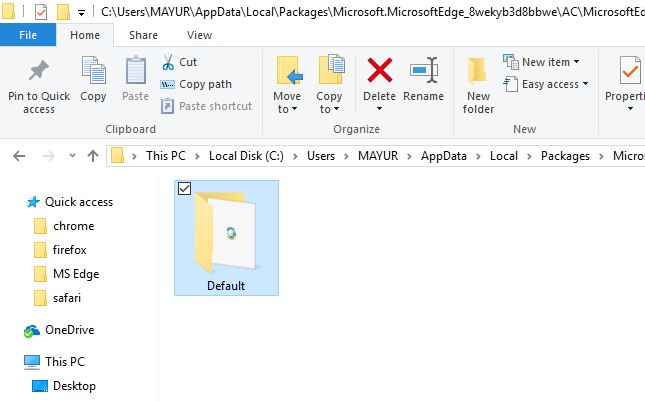 C:\Users\MAYUR\AppData\Local\Packages\Microsoft.MicrosoftEdge_8wekyb3d8bbwe\AC\MicrosoftEd
File Home Share View
Pin to Quick access
Copy
Paste
Cut
Copy path
Paste shortcut
Move to
Copy to
Delete
Rename
New folder
New item
Easy access
Properti
Clipboard Organize New
This PC > Local Disk (C:) > Users > MAYUR > AppData > Local > Packages > Micros
Quick access
chrome
firefox
MS Edge
safari
OneDrive
This PC
Desktop
Default